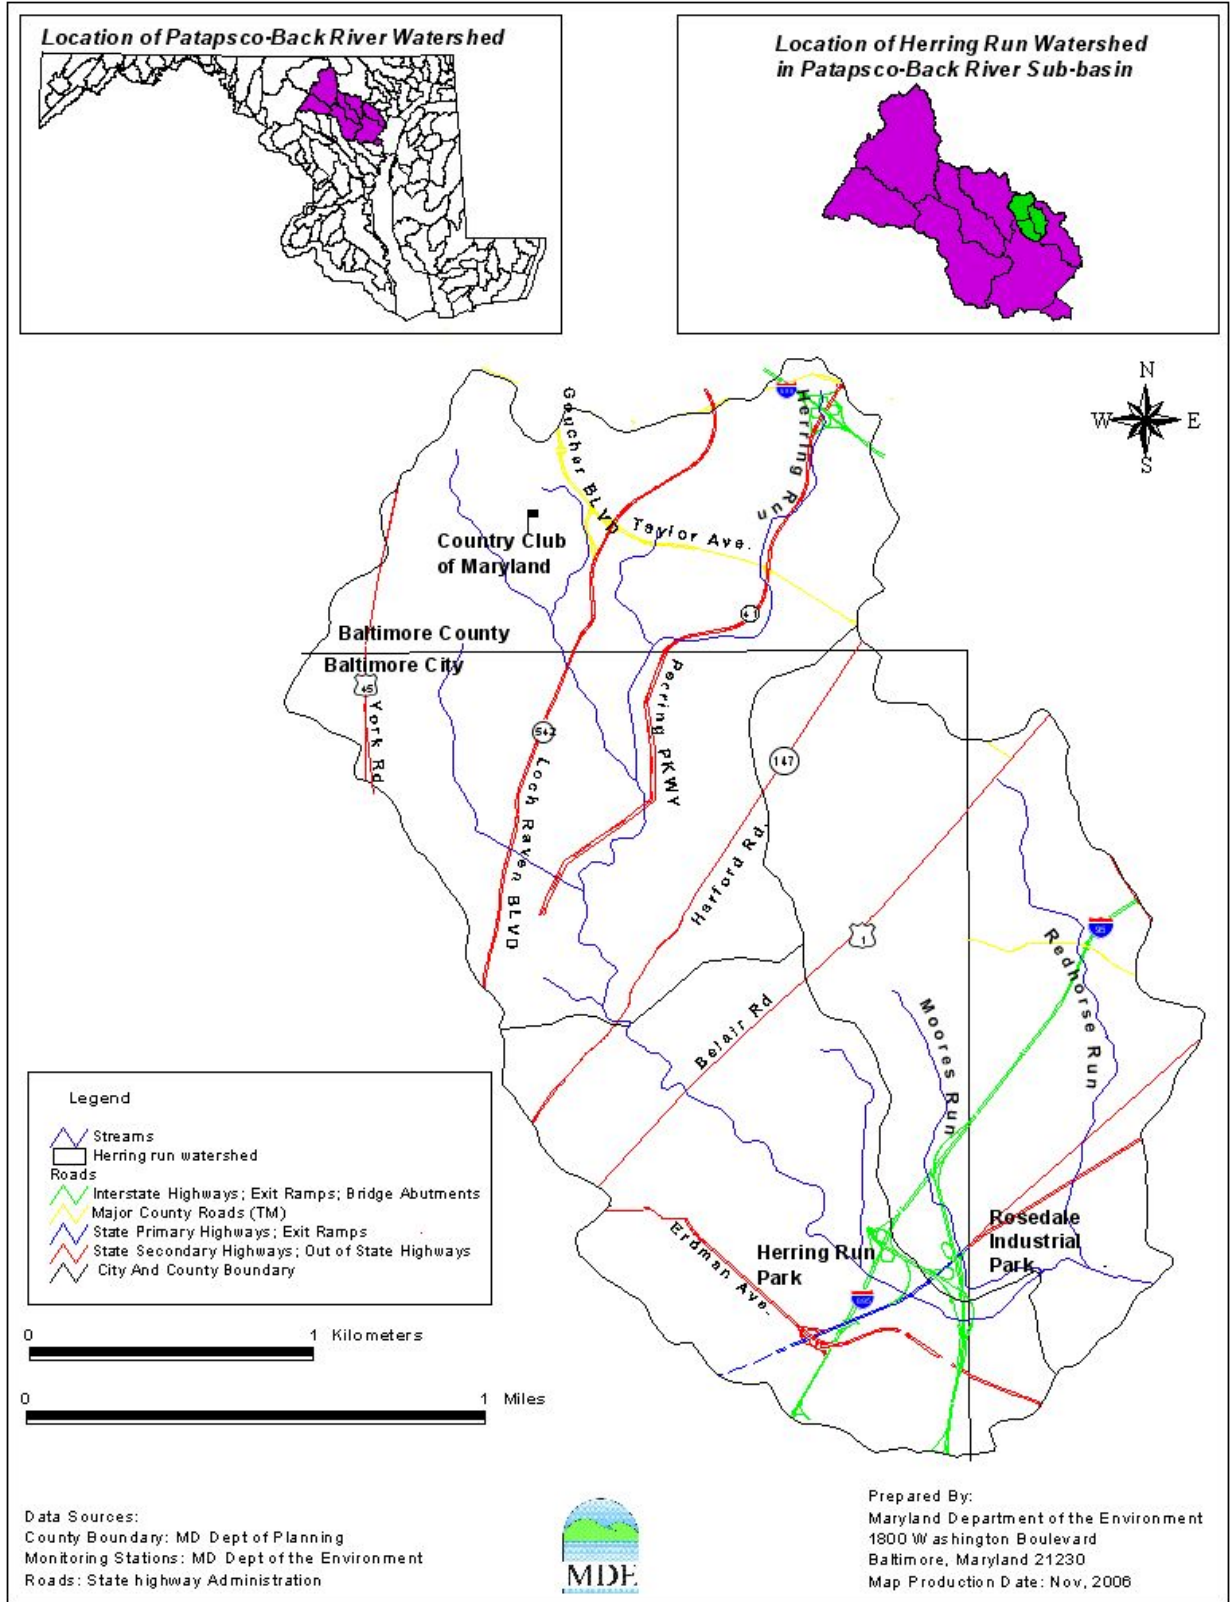 Location of Patapsco-Back River Watershed
Location of Herring Run Watershed
in Patapsco-Back River Sub-basin
N
W
E
S
Goucher BLVD
Herring Run
Taylor Ave.
Country Club
of Maryland
41
Baltimore County
Baltimore City
45
York Rd
Perring PKWY
542
Loch Raven BLVD
147
Harford Rd.
1
95
Redhorse Run
Moores Run
Belair Rd
Rosedale
Industrial
Park
Herring Run
Park
Erdman Ave.
Legend
Streams
Herring run watershed
Roads
Interstate Highways; Exit Ramps; Bridge Abutments
Major County Roads (TM)
State Primary Highways; Exit Ramps
State Secondary Highways; Out of State Highways
City And County Boundary
0 1 Kilometers
0 1 Miles
Data Sources:
County Boundary: MD Dept of Planning
Monitoring Stations: MD Dept of the Environment
Roads: State highway Administration
MDE
Prepared By:
Maryland Department of the Environment
1800 Washington Boulevard
Baltimore, Maryland 21230
Map Production Date: Nov, 2006